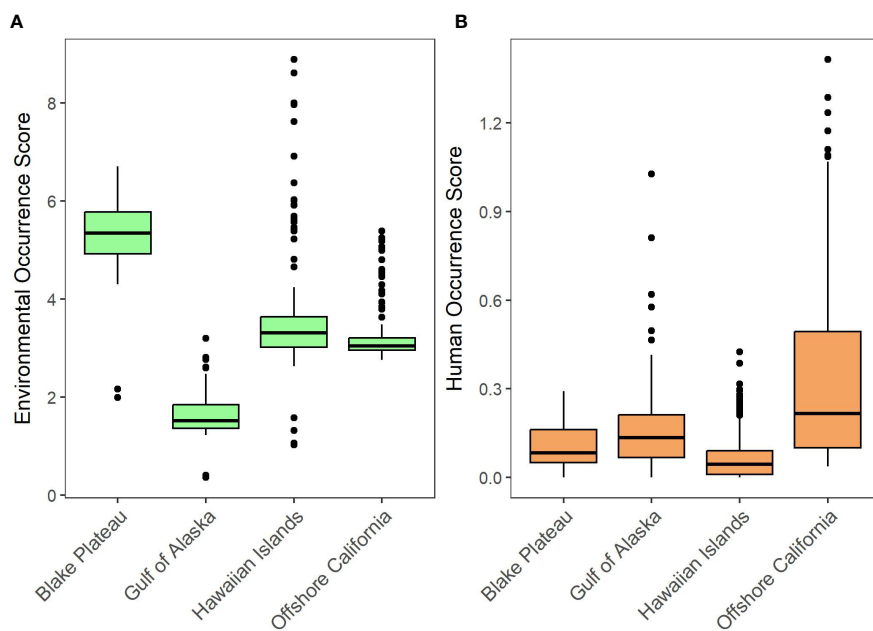 A
Environmental Occurrence Score
8
6
4
2
0
Blake Plateau
Gulf of Alaska
Hawaiian Islands
Offshore California
B
Human Occurrence Score
1.2
0.9
0.6
0.3
0.0
Blake Plateau
Gulf of Alaska
Hawaiian Islands
Offshore California